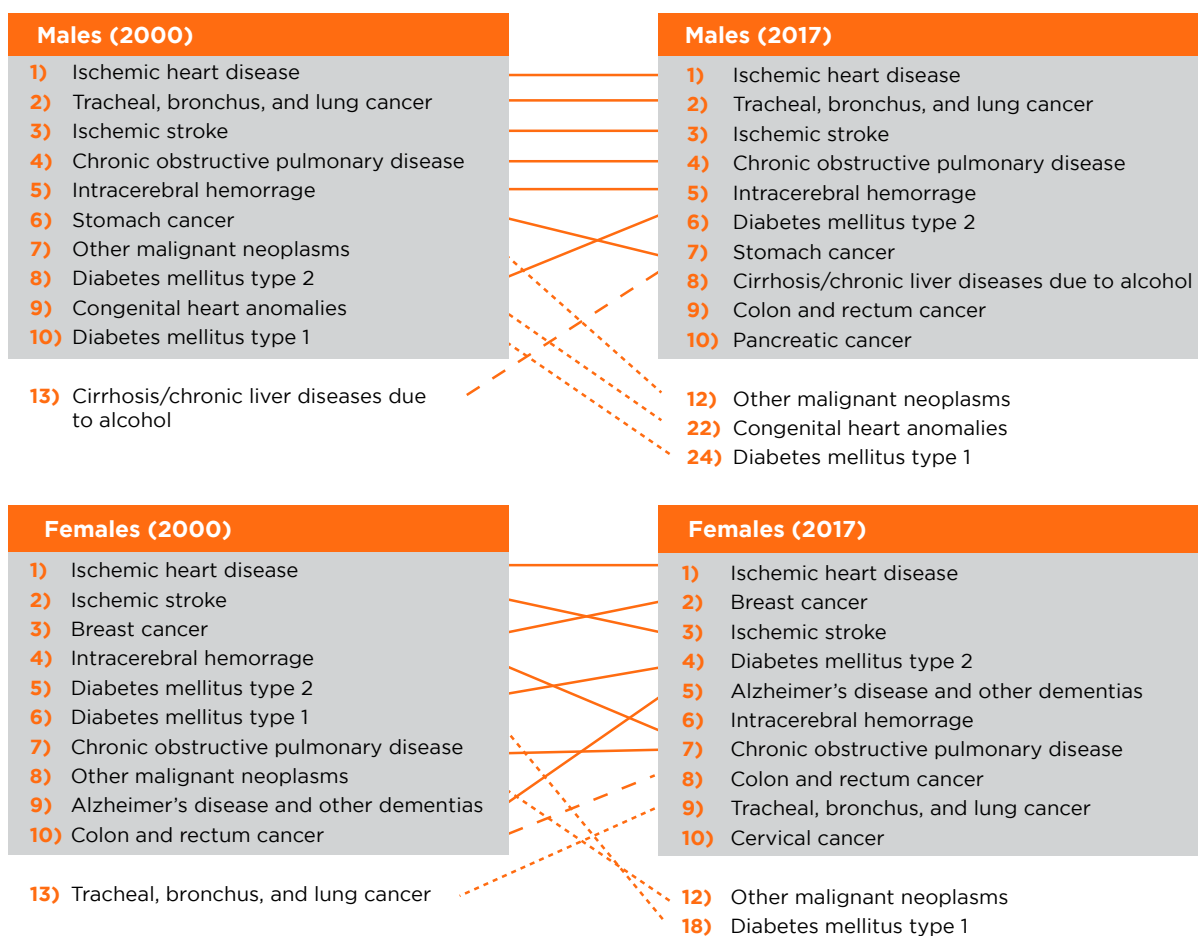 Males (2000)
1) Ischemic heart disease
2) Tracheal, bronchus, and lung cancer
3) Ischemic stroke
4) Chronic obstructive pulmonary disease
5) Intracerebral hemorrage
6) Stomach cancer
7) Other malignant neoplasms
8) Diabetes mellitus type 2
9) Congenital heart anomalies
10) Diabetes mellitus type 1
13) Cirrhosis/chronic liver diseases due
to alcohol
Males (2017)
1) Ischemic heart disease
2) Tracheal, bronchus, and lung cancer
3) Ischemic stroke
4) Chronic obstructive pulmonary disease
5) Intracerebral hemorrage
6) Diabetes mellitus type 2
7) Stomach cancer
8) Cirrhosis/chronic liver diseases due to alcohol
9) Colon and rectum cancer
10) Pancreatic cancer
12) Other malignant neoplasms
22) Congenital heart anomalies
24) Diabetes mellitus type 1
Females (2000)
1) Ischemic heart disease
2) Ischemic stroke
3) Breast cancer
4) Intracerebral hemorrage
5) Diabetes mellitus type 2
6) Diabetes mellitus type 1
7) Chronic obstructive pulmonary disease
8) Other malignant neoplasms
9) Alzheimer's disease and other dementias
10) Colon and rectum cancer
13) Tracheal, bronchus, and lung cancer
Females (2017)
1) Ischemic heart disease
2) Breast cancer
3) Ischemic stroke
4) Diabetes mellitus type 2
5) Alzheimer's disease and other dementias
6) Intracerebral hemorrage
7) Chronic obstructive pulmonary disease
8) Colon and rectum cancer
9) Tracheal, bronchus, and lung cancer
10) Cervical cancer
12) Other malignant neoplasms
18) Diabetes mellitus type 1